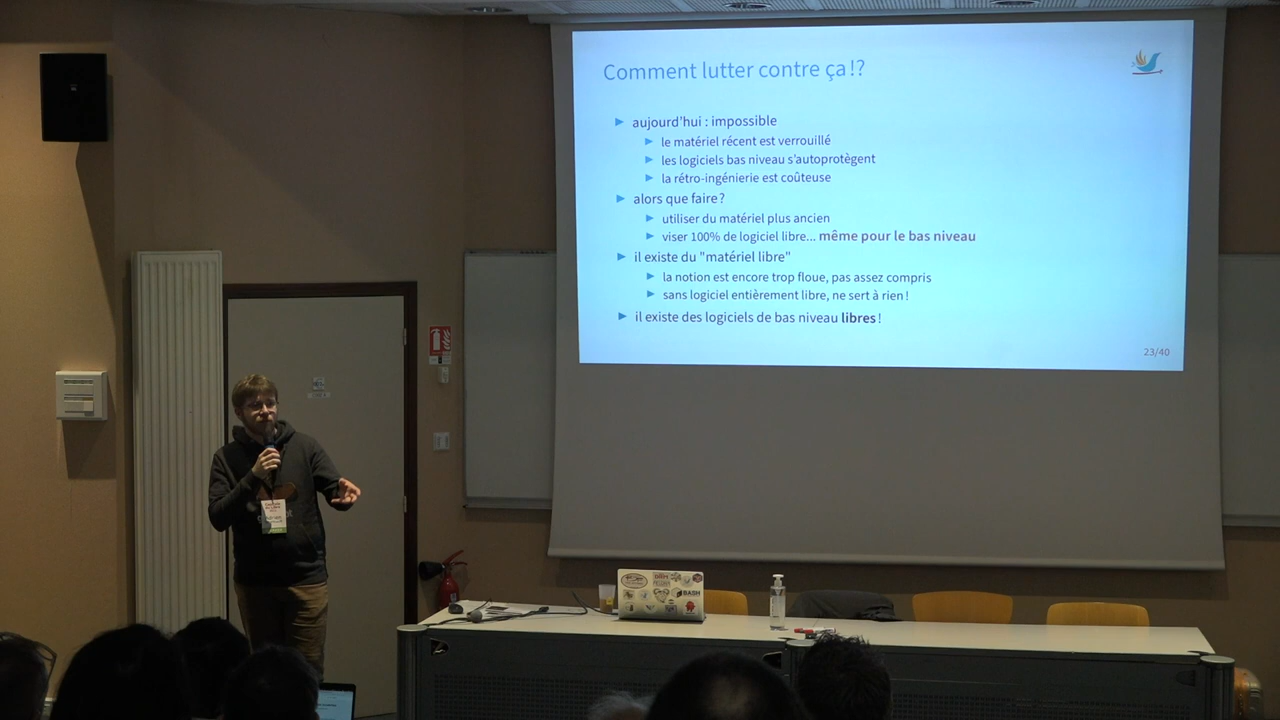 Comment lutter contre ça !?
aujourd'hui : impossible
le matériel récent est verrouillé
les logiciels bas niveau s'autoprotègent
la rétro-ingénierie est coûteuse
alors que faire ?
utiliser du matériel plus ancien
viser 100% de logiciel libre... même pour le bas niveau
il existe du "matériel libre"
la notion est encore trop floue, pas assez compris
sans logiciel entièrement libre, ne sert à rien !
il existe des logiciels de bas niveau libres !
23/40
BASH